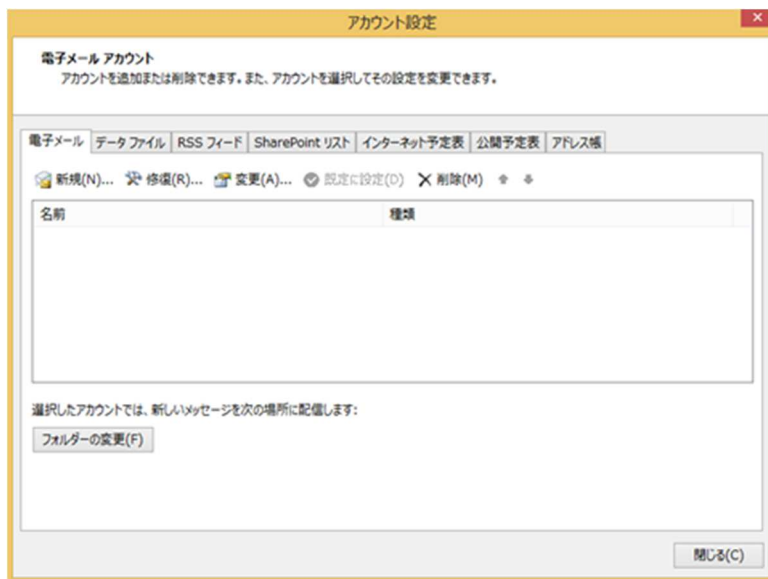 アカウント設定
電子メール アカウント
アカウントを追加または削除できます。また、アカウントを選択してその設定を変更できます。
電子メール データ ファイル RSS フィード SharePoint リスト インターネット予定表 公開予定表 アドレス帳
新規(N)... 修復(R)... 変更(A)... 既定に設定(D) 削除(M)
名前 種類
選択したアカウントでは、新しいメッセージを次の場所に配信します:
フォルダーの変更(F)
閉じる(C)